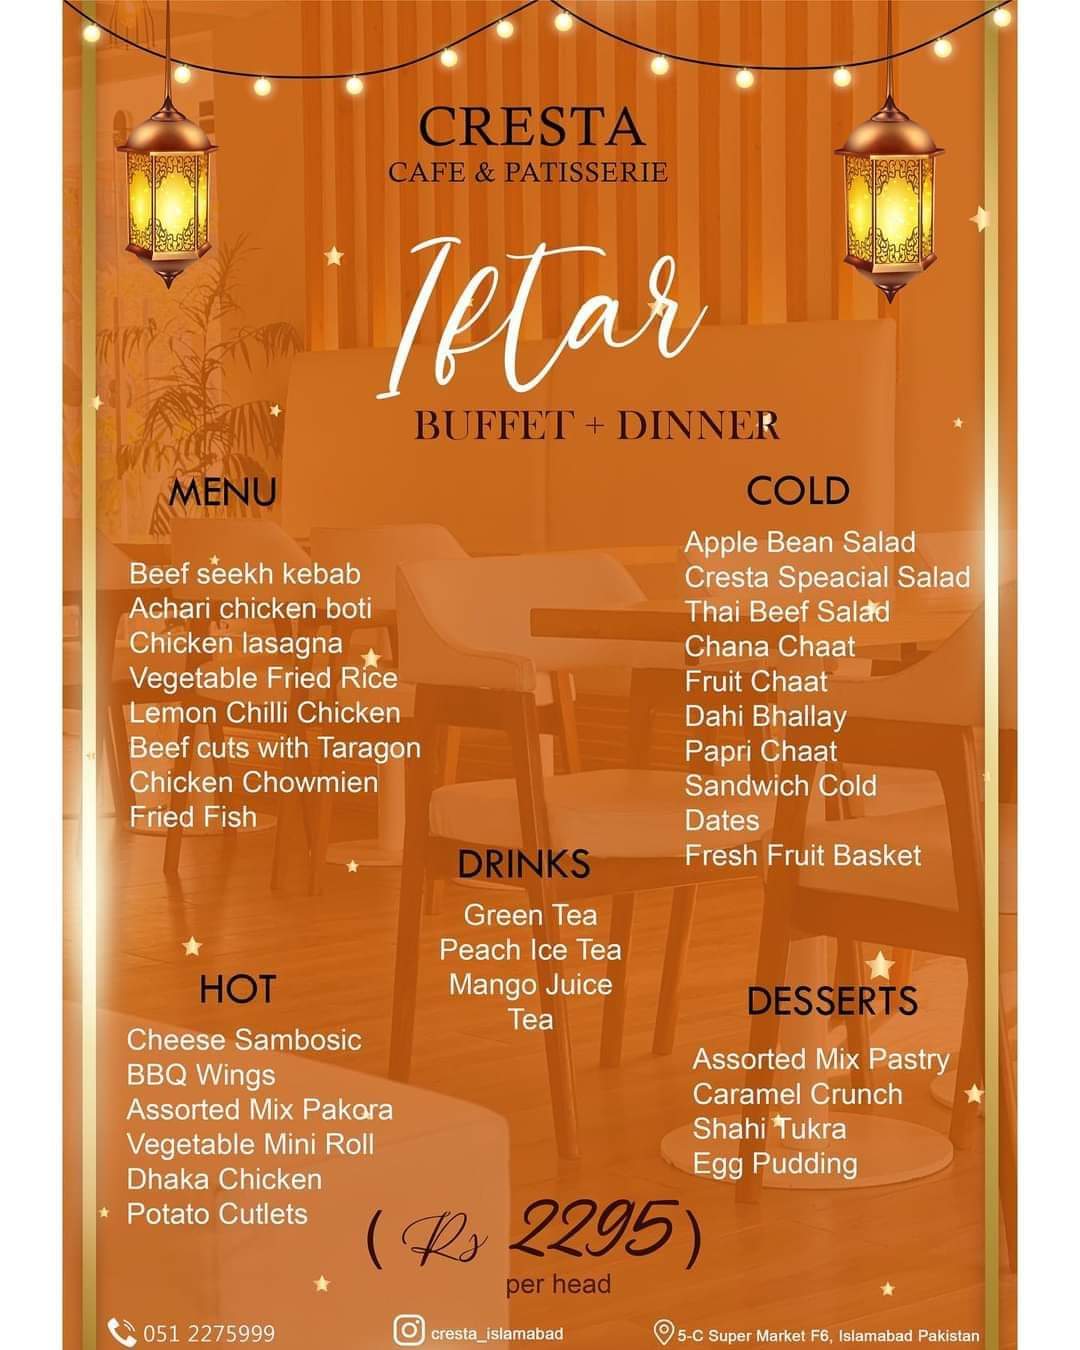 CRESTA
CAFE & PATISSERIE
Iftar
BUFFET + DINNER
MENU
Beef seekh kebab
Achari chicken boti
Chicken lasagna
Vegetable Fried Rice
Lemon Chilli Chicken
Beef cuts with Taragon
Chicken Chowmien
Fried Fish
COLD
Apple Bean Salad
Cresta Speacial Salad
Thai Beef Salad
Chana Chaat
Fruit Chaat
Dahi Bhallay
Papri Chaat
Sandwich Cold
Dates
Fresh Fruit Basket
DRINKS
Green Tea
Peach Ice Tea
Mango Juice
Tea
HOT
Cheese Sambosic
BBQ Wings
Assorted Mix Pakora
Vegetable Mini Roll
Dhaka Chicken
Potato Cutlets
DESSERTS
Assorted Mix Pastry
Caramel Crunch
Shahi Tukra
Egg Pudding
( Rs 2295 )
per head
051 2275999
cresta_islamabad
5-C Super Market F6, Islamabad Pakistan